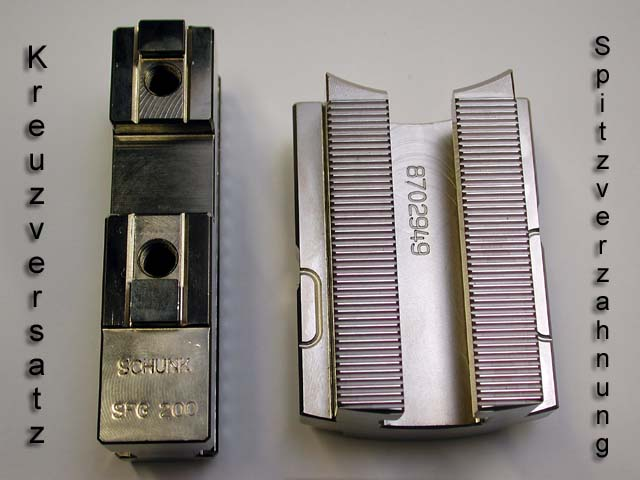 Kreuzversatz
SCHUNK
SFG 200
8702949
Spitzverzahnung